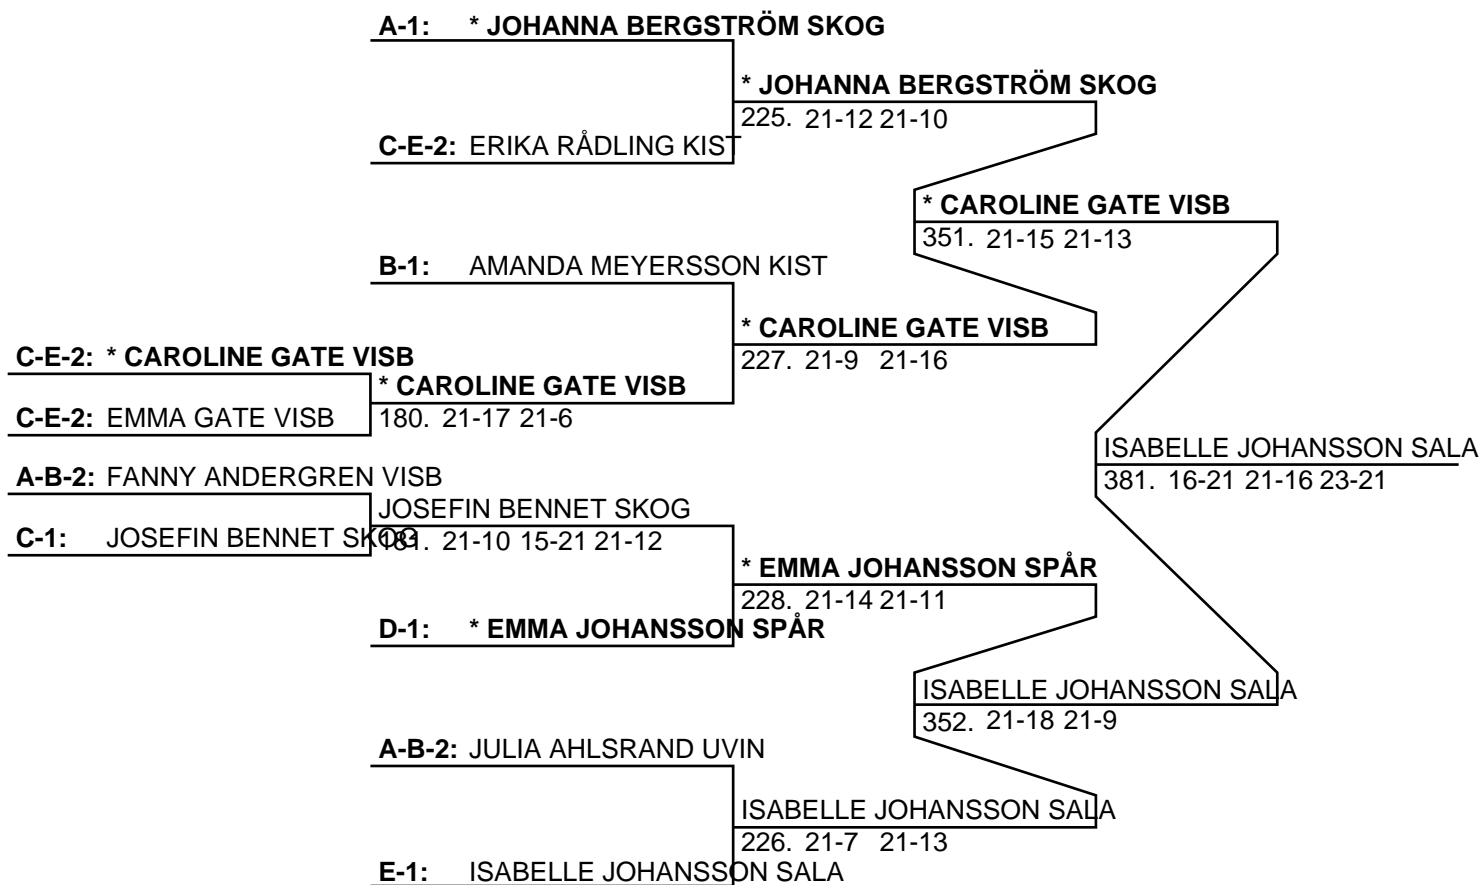 A-1: * JOHANNA BERGSTRÖM SKOG
* JOHANNA BERGSTRÖM SKOG
225. 21-12 21-10
C-E-2: ERIKA RÅDLING KIST
* CAROLINE GATE VISB
351. 21-15 21-13
B-1: AMANDA MEYERSSON KIST
* CAROLINE GATE VISB
227. 21-9 21-16
C-E-2: * CAROLINE GATE VISB
* CAROLINE GATE VISB
180. 21-17 21-6
C-E-2: EMMA GATE VISB
ISABELLE JOHANSSON SALA
381. 16-21 21-16 23-21
A-B-2: FANNY ANDERGREN VISB
JOSEFIN BENNET SKOG
181. 21-10 15-21 21-12
C-1: JOSEFIN BENNET SKOG
* EMMA JOHANSSON SPÅR
228. 21-14 21-11
D-1: * EMMA JOHANSSON SPÅR
ISABELLE JOHANSSON SALA
352. 21-18 21-9
A-B-2: JULIA AHLSRAND UVIN
ISABELLE JOHANSSON SALA
226. 21-7 21-13
E-1: ISABELLE JOHANSSON SALA